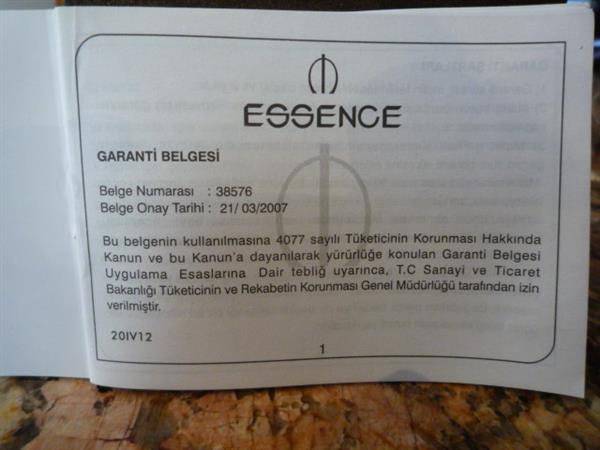 ESSENCE
GARANTİ BELGESİ
Belge Numarası : 38576
Belge Onay Tarihi : 21/ 03/2007
Bu belgenin kullanılmasına 4077 sayılı Tüketicinin Korunması Hakkında
Kanun ve bu Kanun'a dayanılarak yürürlüğe konulan Garanti Belgesi
Uygulama Esaslarına Dair tebliğ uyarınca, T.C Sanayi ve Ticaret
Bakanlığı Tüketicinin ve Rekabetin Korunması Genel Müdürlüğü tarafından izin
verilmiştir.
20IV12
1